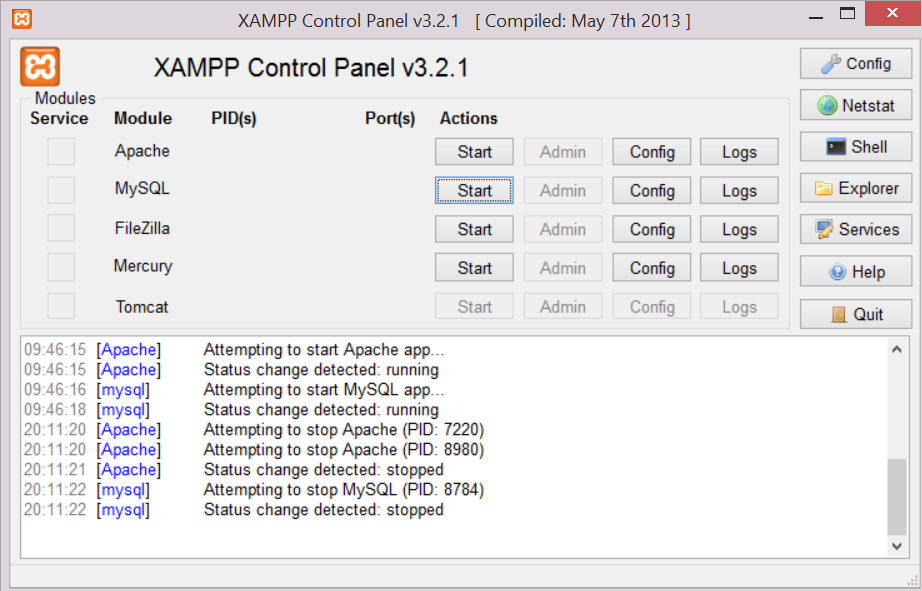 XAMPP Control Panel v3.2.1 [ Compiled: May 7th 2013 ]
XAMPP Control Panel v3.2.1
Config
Modules
Service Module PID(s) Port(s) Actions
Netstat
Apache Start Admin Config Logs
Shell
MySQL Start Admin Config Logs
Explorer
FileZilla Start Admin Config Logs
Services
Mercury Start Admin Config Logs
Help
Tomcat Start Admin Config Logs
Quit
09:46:15 [Apache] Attempting to start Apache app...
09:46:15 [Apache] Status change detected: running
09:46:16 [mysql] Attempting to start MySQL app...
09:46:18 [mysql] Status change detected: running
20:11:20 [Apache] Attempting to stop Apache (PID: 7220)
20:11:20 [Apache] Attempting to stop Apache (PID: 8980)
20:11:21 [Apache] Status change detected: stopped
20:11:22 [mysql] Attempting to stop MySQL (PID: 8784)
20:11:22 [mysql] Status change detected: stopped